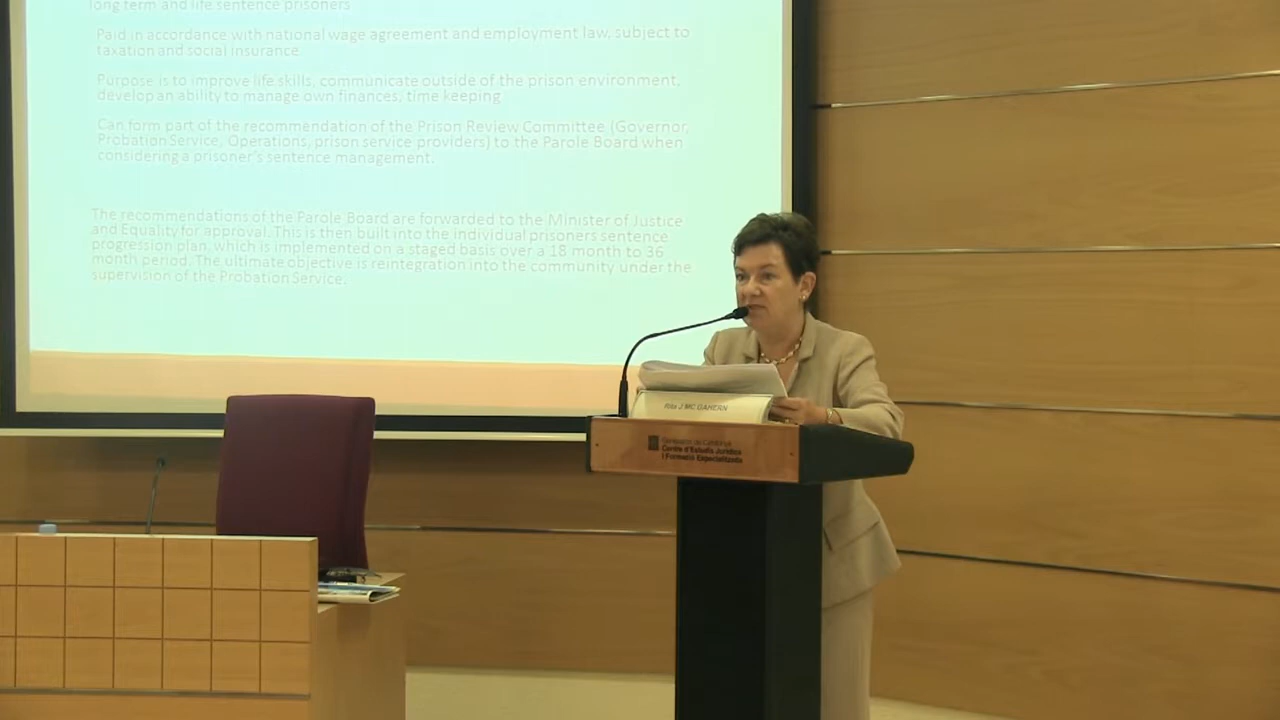 long term and life sentence prisoners
Paid in accordance with national wage agreement and employment law, subject to
taxation and social insurance.
Purpose is to improve life skills, communicate outside of the prison environment,
develop an ability to manage own finances, time keeping
Can form part of the recommendation of the Prison Review Committee (Governor,
Probation Service, Operations, prison service providers) to the Parole Board when
considering a prisoner's sentence management.
The recommendations of the Parole Board are forwarded to the Minister of Justice
and Equality for approval. This is then built into the individual prisoners sentence
progression plan, which is implemented on a staged basis over a 18 month to 36
month period. The ultimate objective is reintegration into the community under the
supervision of the Probation Service.
Rita J MC GAHERN
Generalitat de Catalunya
Centre d'Estudis Jurídics
i Formació Especialitzada